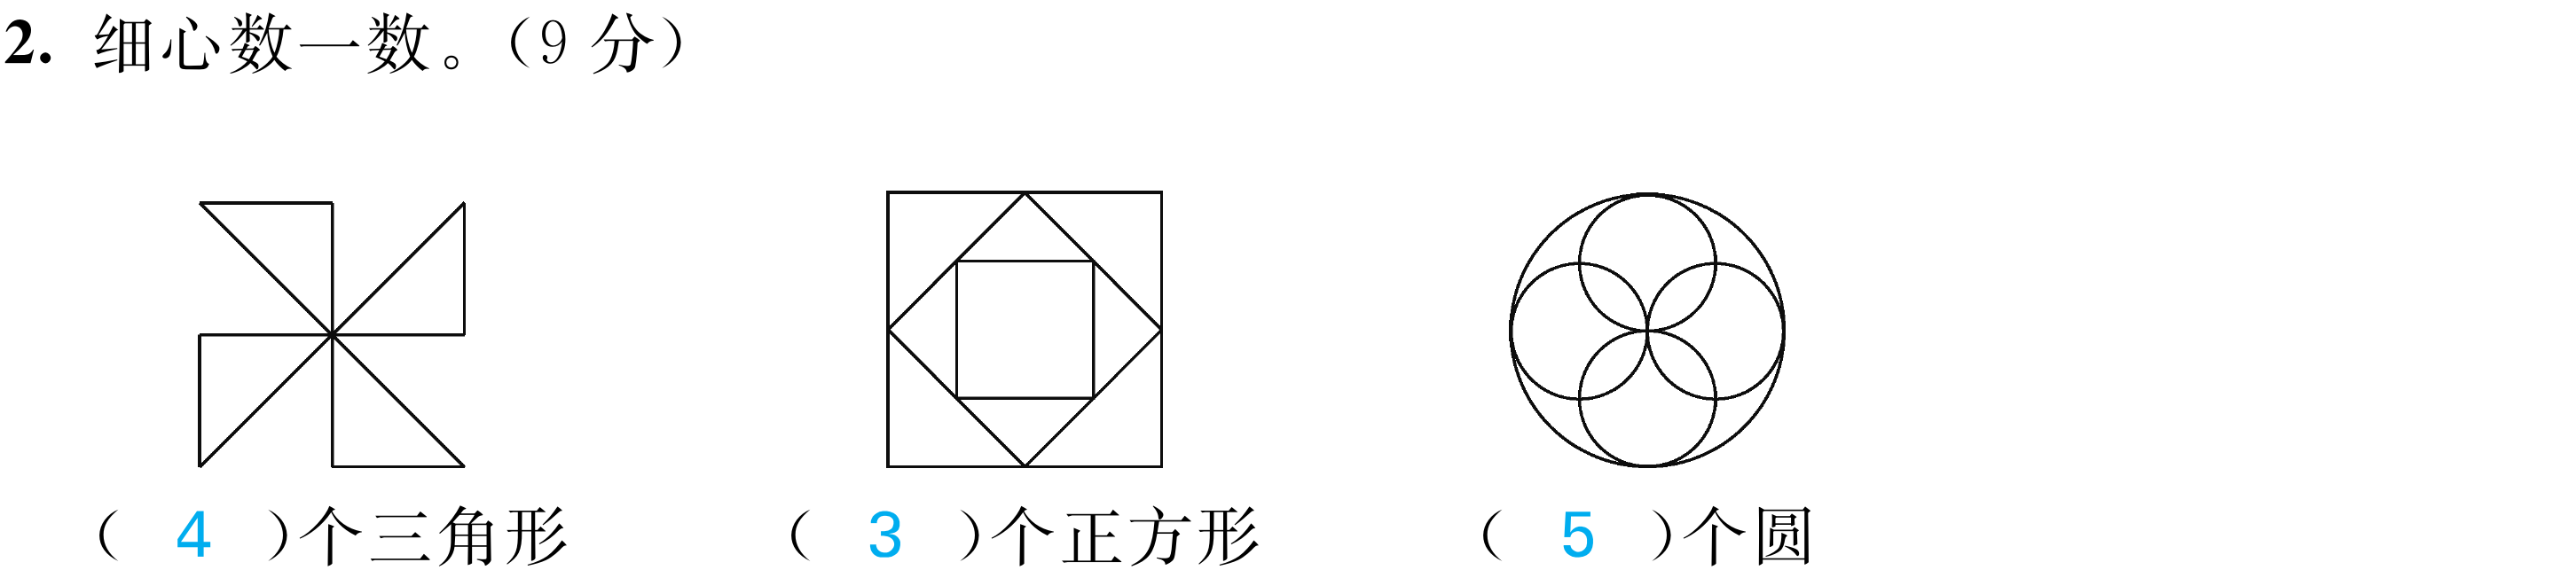 2. 细心数一数。(9 分)
( 4 )个三角形 ( 3 )个正方形 ( 5 )个圆